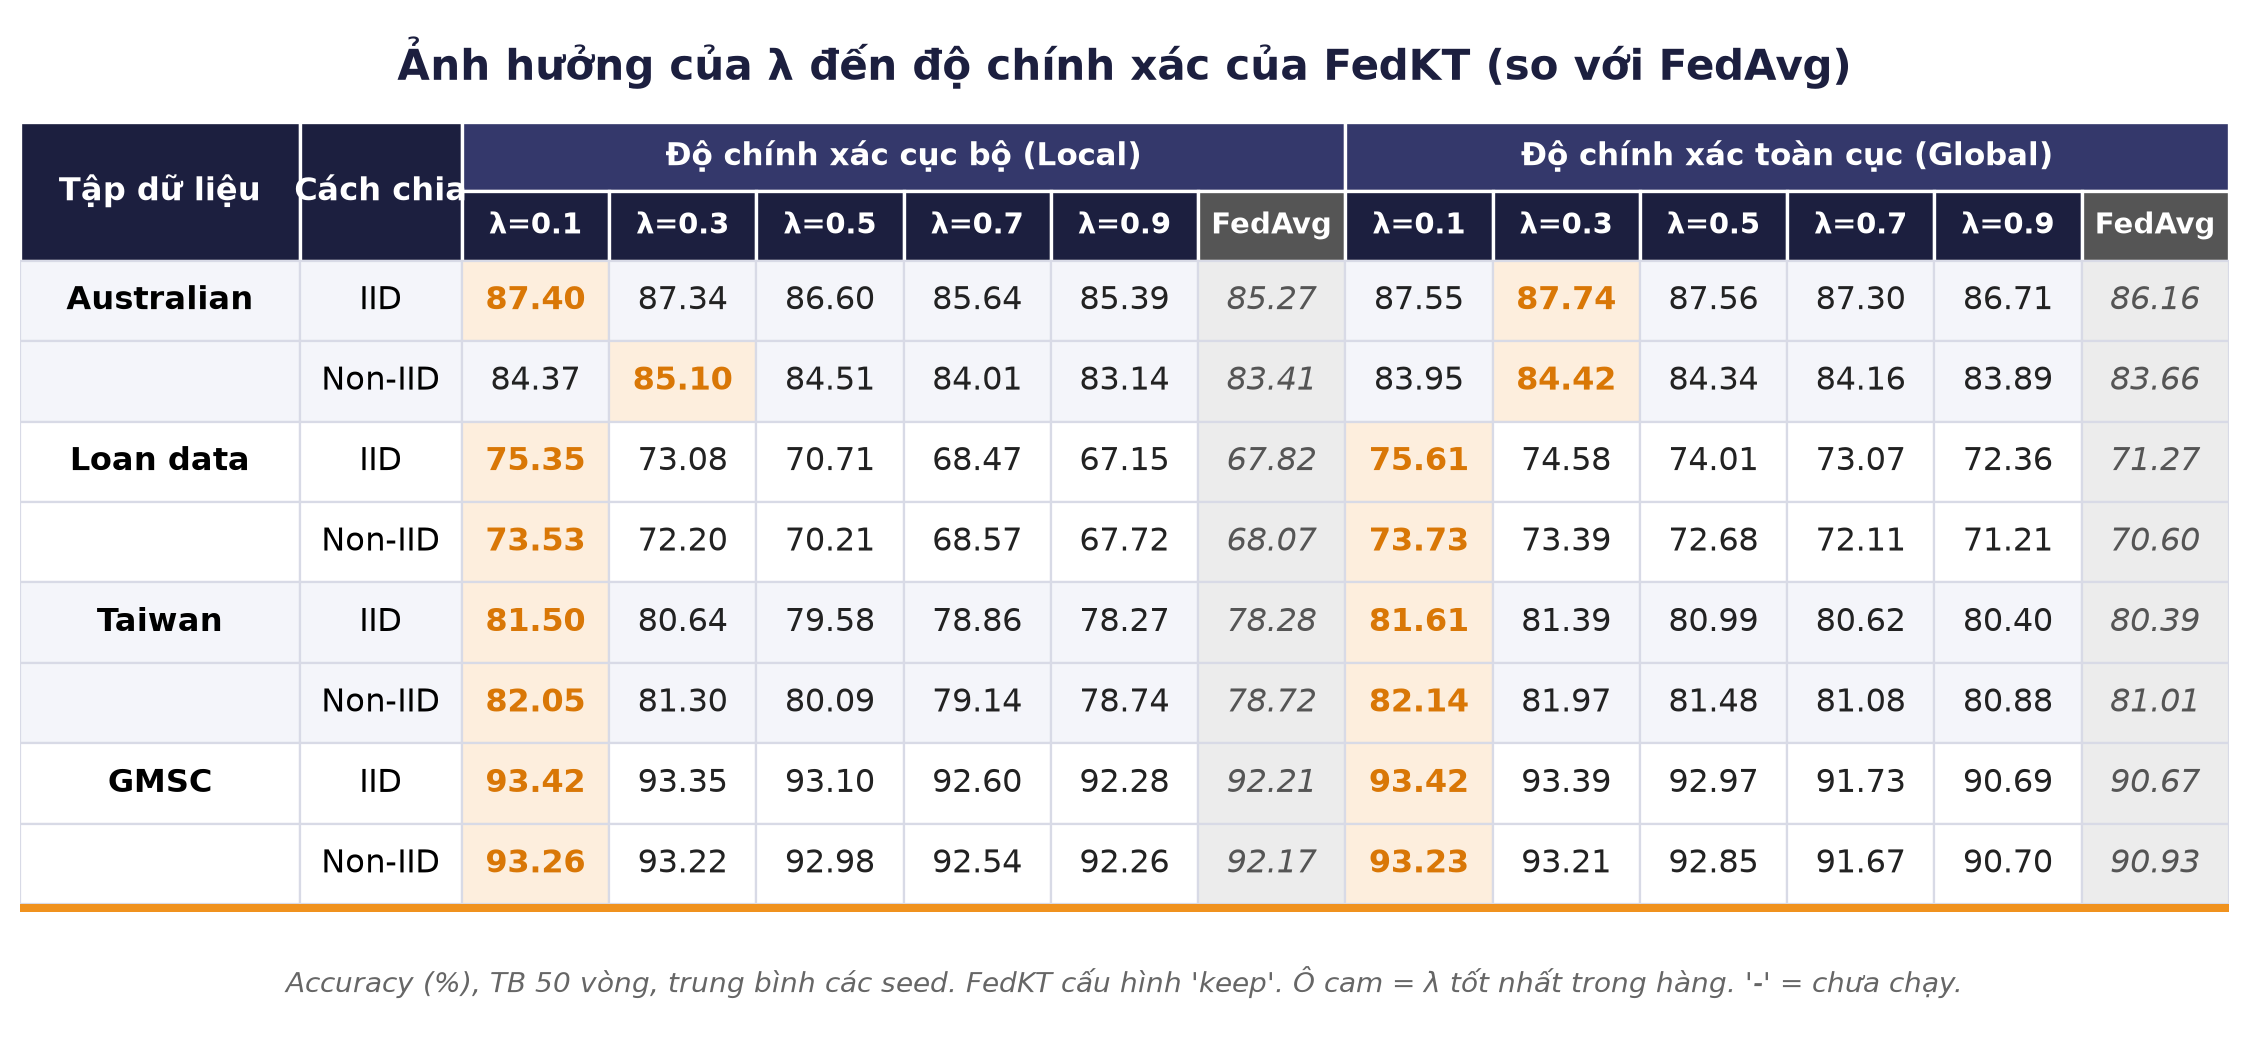 Ảnh hưởng của λ đến độ chính xác của FedKT (so với FedAvg)
Tập dữ liệu Cách chia Độ chính xác cục bộ (Local) Độ chính xác toàn cục (Global)
λ=0.1 λ=0.3 λ=0.5 λ=0.7 λ=0.9 FedAvg λ=0.1 λ=0.3 λ=0.5 λ=0.7 λ=0.9 FedAvg
Australian IID 87.40 87.34 86.60 85.64 85.39 85.27 87.55 87.74 87.56 87.30 86.71 86.16
Non-IID 84.37 85.10 84.51 84.01 83.14 83.41 83.95 84.42 84.34 84.16 83.89 83.66
Loan data IID 75.35 73.08 70.71 68.47 67.15 67.82 75.61 74.58 74.01 73.07 72.36 71.27
Non-IID 73.53 72.20 70.21 68.57 67.72 68.07 73.73 73.39 72.68 72.11 71.21 70.60
Taiwan IID 81.50 80.64 79.58 78.86 78.27 78.28 81.61 81.39 80.99 80.62 80.40 80.39
Non-IID 82.05 81.30 80.09 79.14 78.74 78.72 82.14 81.97 81.48 81.08 80.88 81.01
GMSC IID 93.42 93.35 93.10 92.60 92.28 92.21 93.42 93.39 92.97 91.73 90.69 90.67
Non-IID 93.26 93.22 92.98 92.54 92.26 92.17 93.23 93.21 92.85 91.67 90.70 90.93
Accuracy (%), TB 50 vòng, trung bình các seed. FedKT cấu hình 'keep'. Ô cam = λ tốt nhất trong hàng. '-' = chưa chạy.